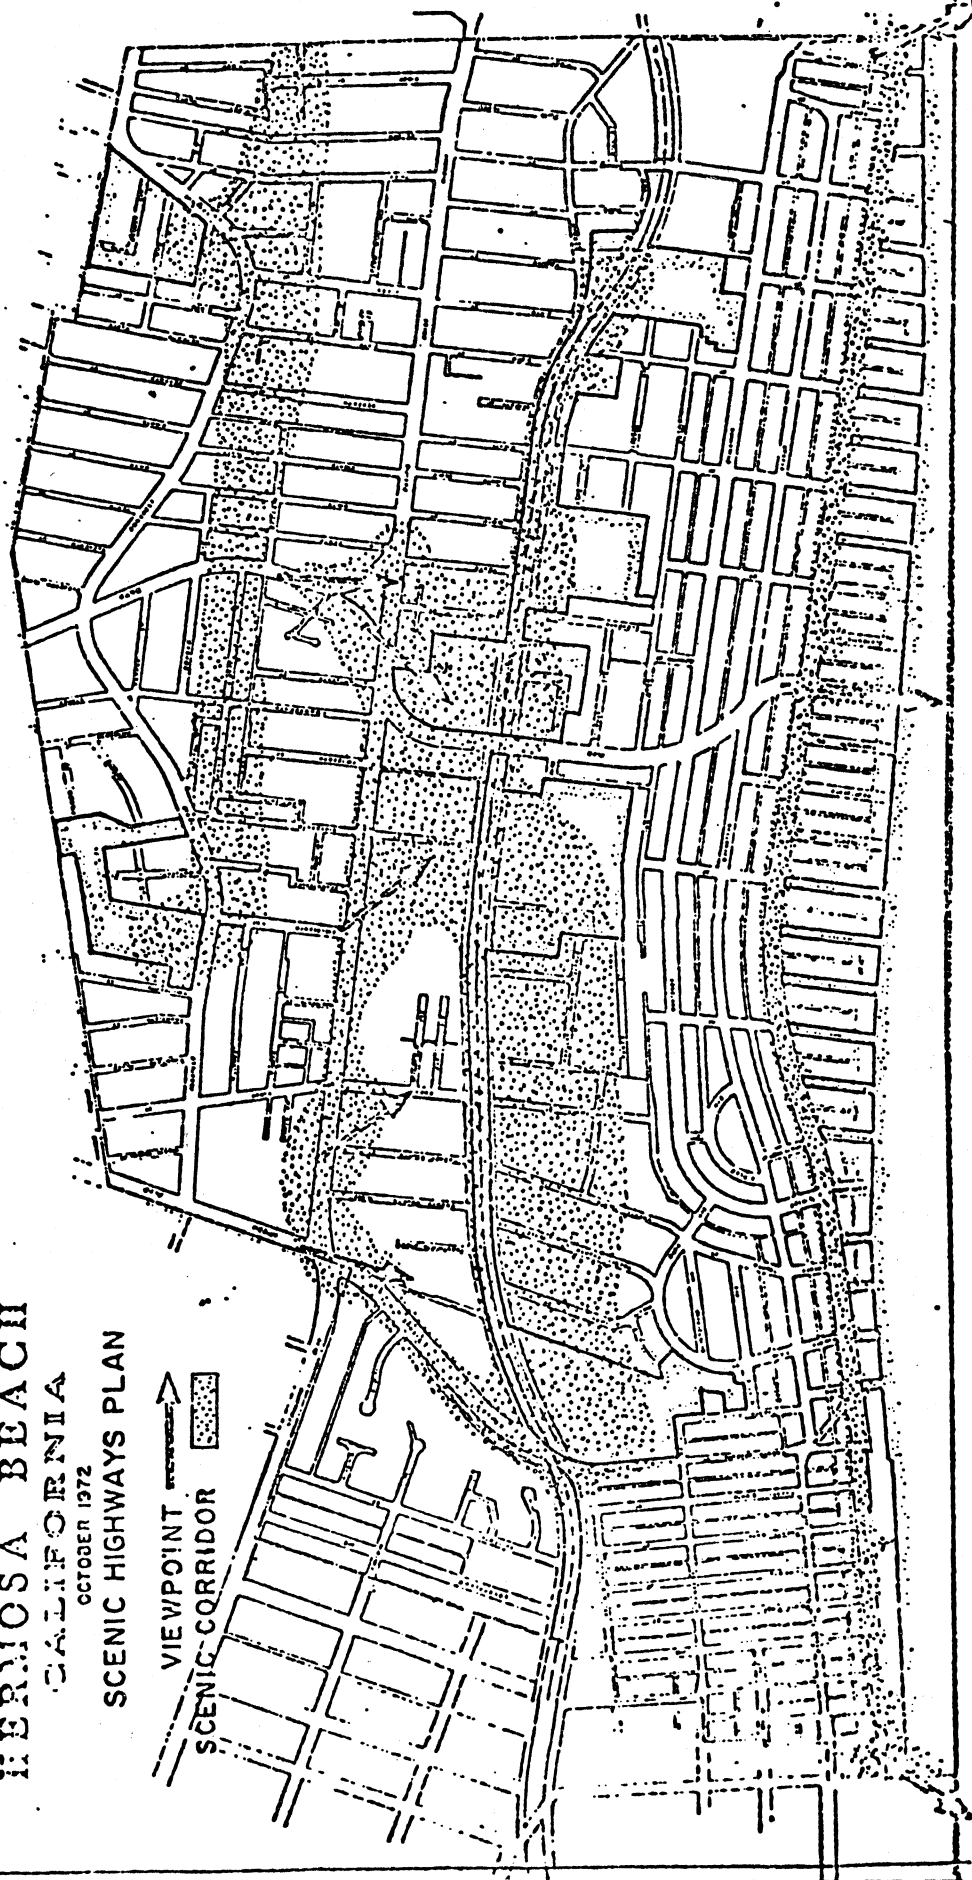 HERMOSA BEACH
CALIFORNIA
OCTOBER 1972
SCENIC HIGHWAYS PLAN
VIEWPOINT
SCENIC CORRIDOR